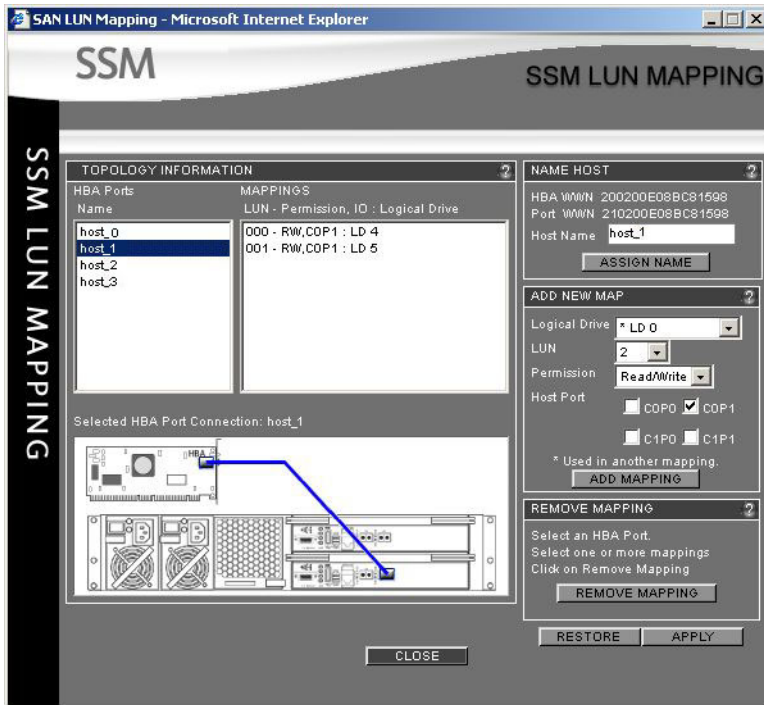 SAN LUN Mapping - Microsoft Internet Explorer
SSM
SSM LUN MAPPING
SSM LUN MAPPING
TOPOLOGY INFORMATION ?
HBA Ports
Name
MAPPINGS
LUN - Permission, IO : Logical Drive
host_0
host_1
host_2
host_3
000 - RW,C0P1 : LD 4
001 - RW,C0P1 : LD 5
Selected HBA Port Connection: host_1
HBA
NAME HOST ?
HBA WWN 200200E08BC81598
Port WWN 210200E08BC81598
Host Name host_1
ASSIGN NAME
ADD NEW MAP ?
Logical Drive * LD 0
LUN 2
Permission Read/Write
Host Port
C0P0 C0P1
C1P0 C1P1
* Used in another mapping.
ADD MAPPING
REMOVE MAPPING ?
Select an HBA Port.
Select one or more mappings
Click on Remove Mapping
REMOVE MAPPING
RESTORE APPLY
CLOSE